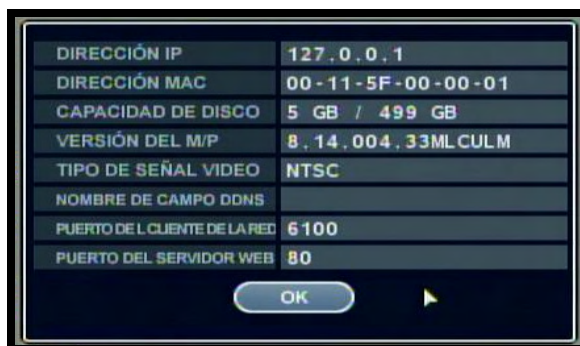 DIRECCIÓN IP 127.0.0.1
DIRECCIÓN MAC 00-11-5F-00-00-01
CAPACIDAD DE DISCO 5 GB / 499 GB
VERSIÓN DEL M/P 8.14.004.33MLCULM
TIPO DE SEÑAL VIDEO NTSC
NOMBRE DE CAMPO DDNS
PUERTO DEL CLIENTE DE LA RED 6100
PUERTO DEL SERVIDOR WEB 80
OK